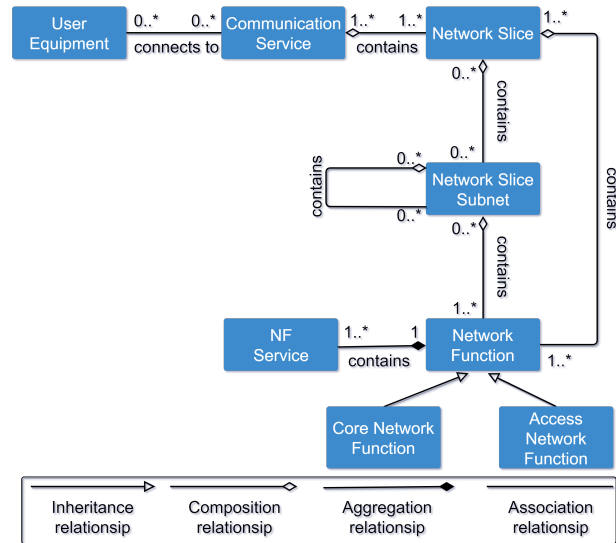 User
Equipment
0..*
0..*
connects to
Communication
Service
1..*
1..*
contains
Network Slice
1..*
0..*
contains
0..*
contains
0..*
0..*
Network Slice
Subnet
0..*
contains
contains
1..*
NF
Service
1..*
1
contains
Network
Function
1..*
Core Network
Function
Access
Network
Function
Inheritance
relationsip
Composition
relationsip
Aggregation
relationsip
Association
relationsip